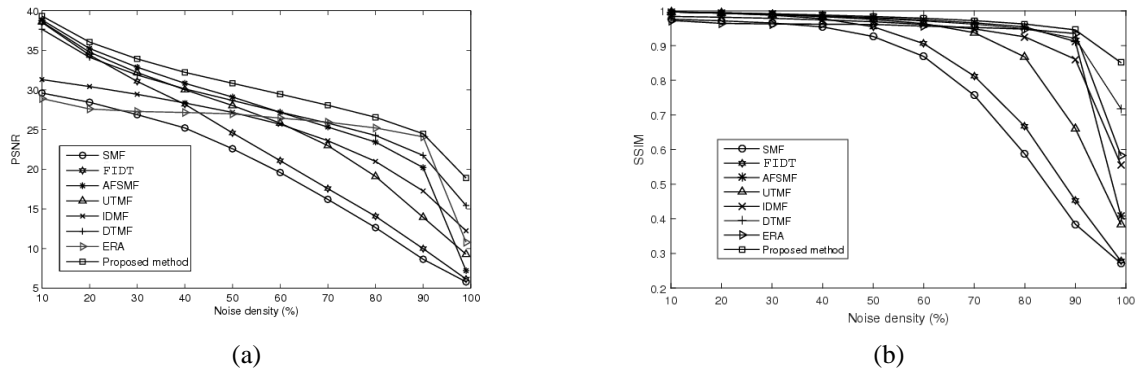 40
35
30
25
20
15
10
5
PSNR
SMF
FIDT
AFSMF
UTMF
IDMF
DTMF
ERA
Proposed method
10 20 30 40 50 60 70 80 90 100
Noise density (%)
(a)
1
0.9
0.8
0.7
0.6
0.5
0.4
0.3
0.2
SSIM
SMF
FIDT
AFSMF
UTMF
IDMF
DTMF
ERA
Proposed method
10 20 30 40 50 60 70 80 90 100
Noise density (%)
(b)